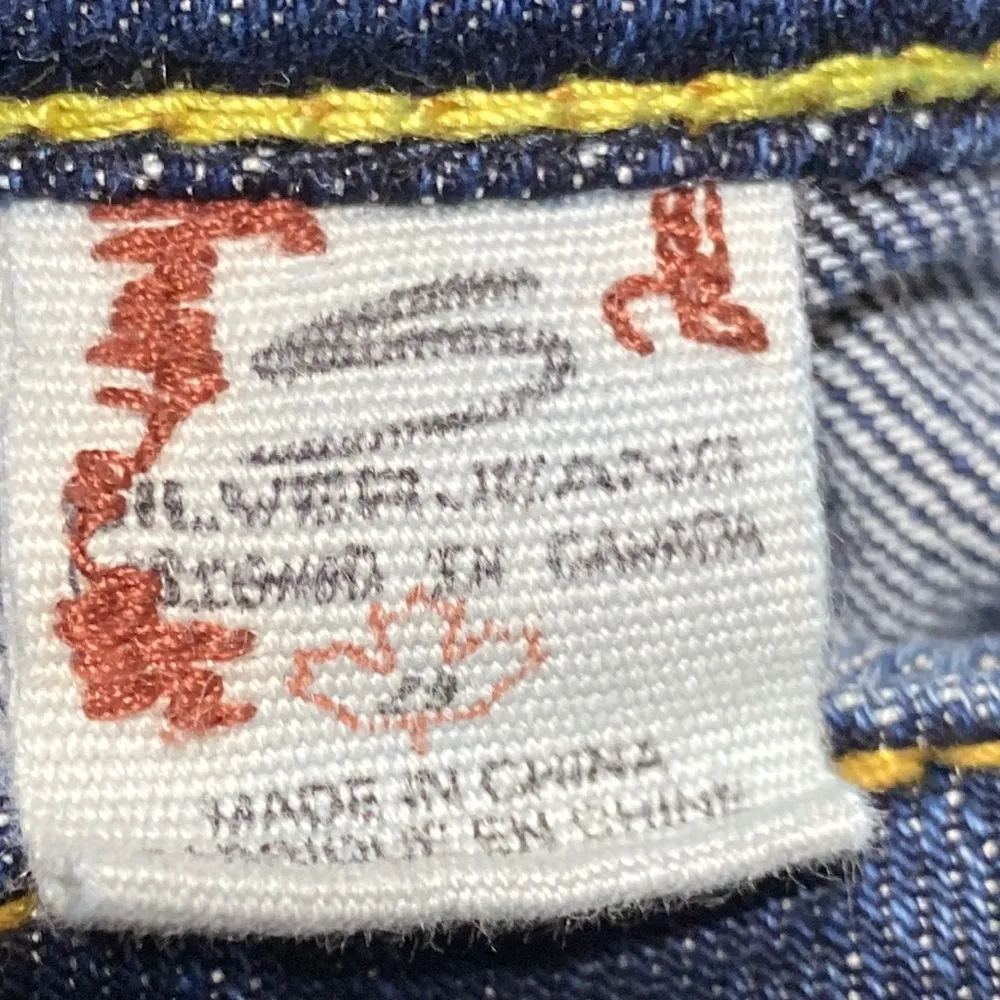 SILVER JEANS
DESIGNED IN CANADA
MADE IN CHINA
FABRIQUÉ EN CHINE